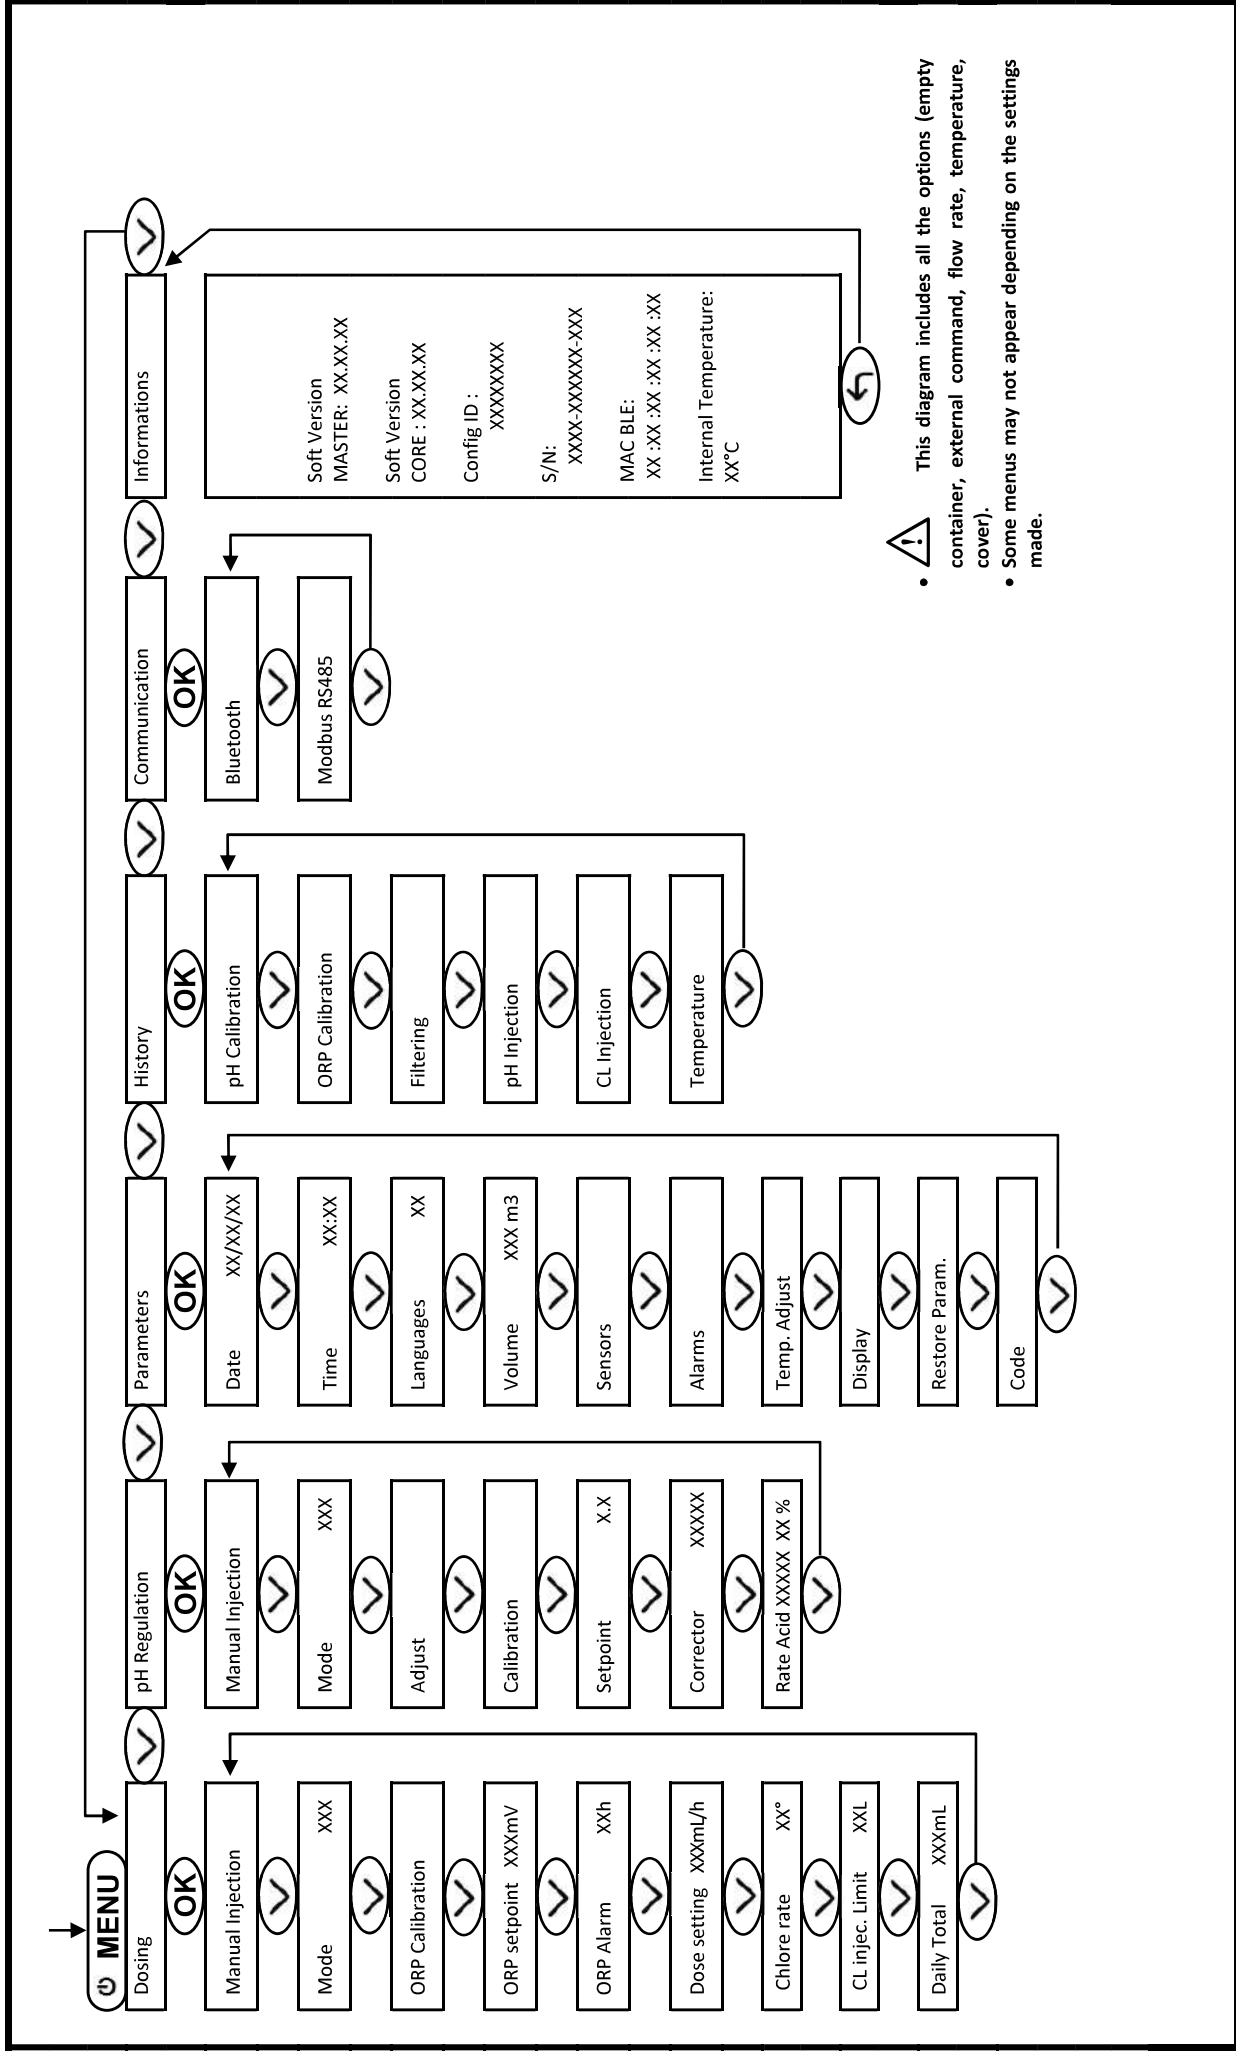 MENU
Dosing
OK
Manual Injection
Mode XXX
ORP Calibration
ORP setpoint XXXmV
ORP Alarm XXh
Dose setting XXXmL/h
Chlore rate XX°
CL injec. Limit XXL
Daily Total XXXmL
pH Regulation
OK
Manual Injection
Mode XXX
Adjust
Calibration
Setpoint X.X
Corrector XXXXX
Rate Acid XXXXX XX %
Parameters
OK
Date XX/XX/XX
Time XX:XX
Languages XX
Volume XXX m3
Sensors
Alarms
Temp. Adjust
Display
Restore Param.
Code
History
OK
pH Calibration
ORP Calibration
Filtering
pH Injection
CL Injection
Temperature
Communication
OK
Bluetooth
Modbus RS485
Informations
Soft Version
MASTER: XX.XX.XX
Soft Version
CORE : XX.XX.XX
Config ID :
XXXXXXXX
S/N:
XXXX-XXXXXX-XXX
MAC BLE:
XX :XX :XX :XX :XX :XX
Internal Temperature:
XX°C
• This diagram includes all the options (empty
container, external command, flow rate, temperature,
cover).
• Some menus may not appear depending on the settings
made.